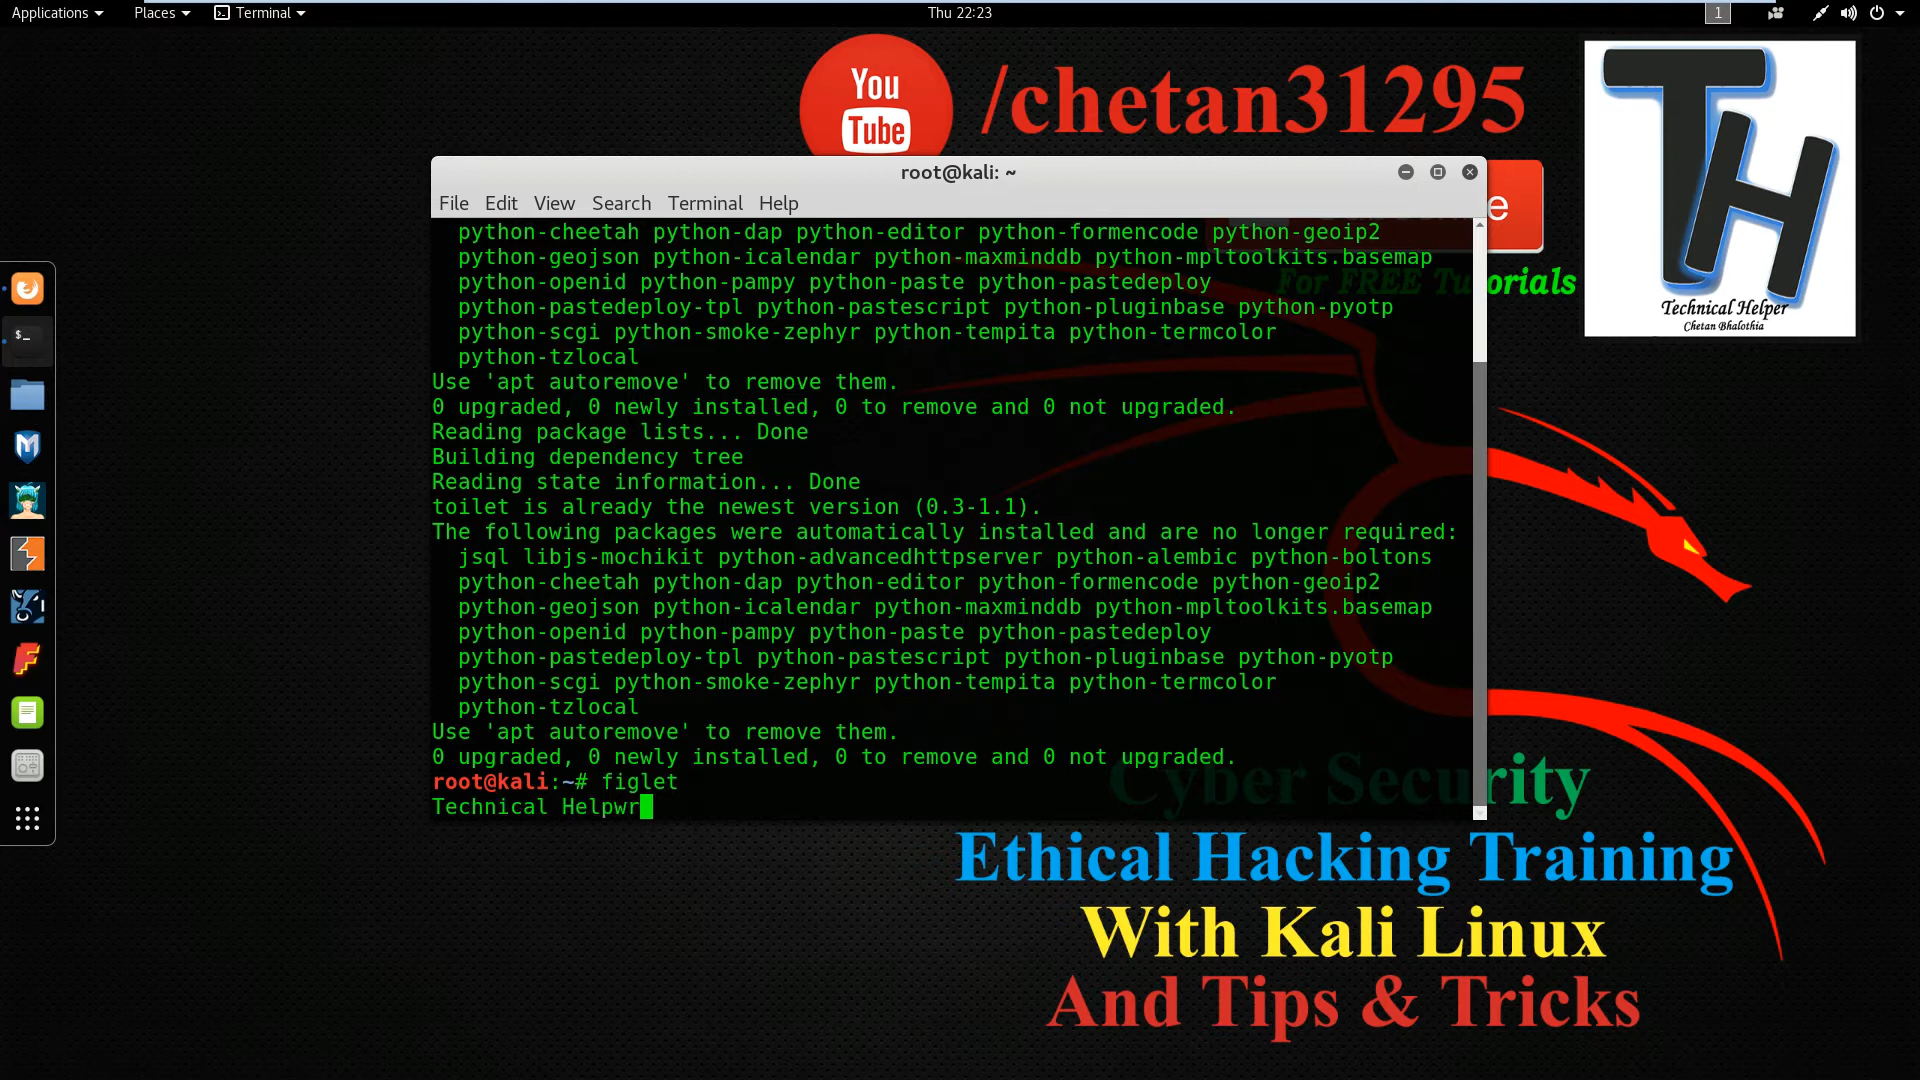 Applications Places Terminal Thu 22:23 1
You
Tube
/chetan31295
TH
Technical Helper
Chetan Bhalothia
root@kali: ~
File Edit View Search Terminal Help
e
For FREE Tutorials
python-cheetah python-dap python-editor python-formencode python-geoip2
python-geojson python-icalendar python-maxminddb python-mpltoolkits.basemap
python-openid python-pampy python-paste python-pastedeploy
python-pastedeploy-tpl python-pastescript python-pluginbase python-pyotp
python-scgi python-smoke-zephyr python-tempita python-termcolor
python-tzlocal
Use 'apt autoremove' to remove them.
0 upgraded, 0 newly installed, 0 to remove and 0 not upgraded.
Reading package lists... Done
Building dependency tree
Reading state information... Done
toilet is already the newest version (0.3-1.1).
The following packages were automatically installed and are no longer required:
jsql libjs-mochikit python-advancedhttpserver python-alembic python-boltons
python-cheetah python-dap python-editor python-formencode python-geoip2
python-geojson python-icalendar python-maxminddb python-mpltoolkits.basemap
python-openid python-pampy python-paste python-pastedeploy
python-pastedeploy-tpl python-pastescript python-pluginbase python-pyotp
python-scgi python-smoke-zephyr python-tempita python-termcolor
python-tzlocal
Use 'apt autoremove' to remove them.
0 upgraded, 0 newly installed, 0 to remove and 0 not upgraded.
root@kali:~# figlet
Technical Helpwr
Cyber Security
Ethical Hacking Training
With Kali Linux
And Tips & Tricks